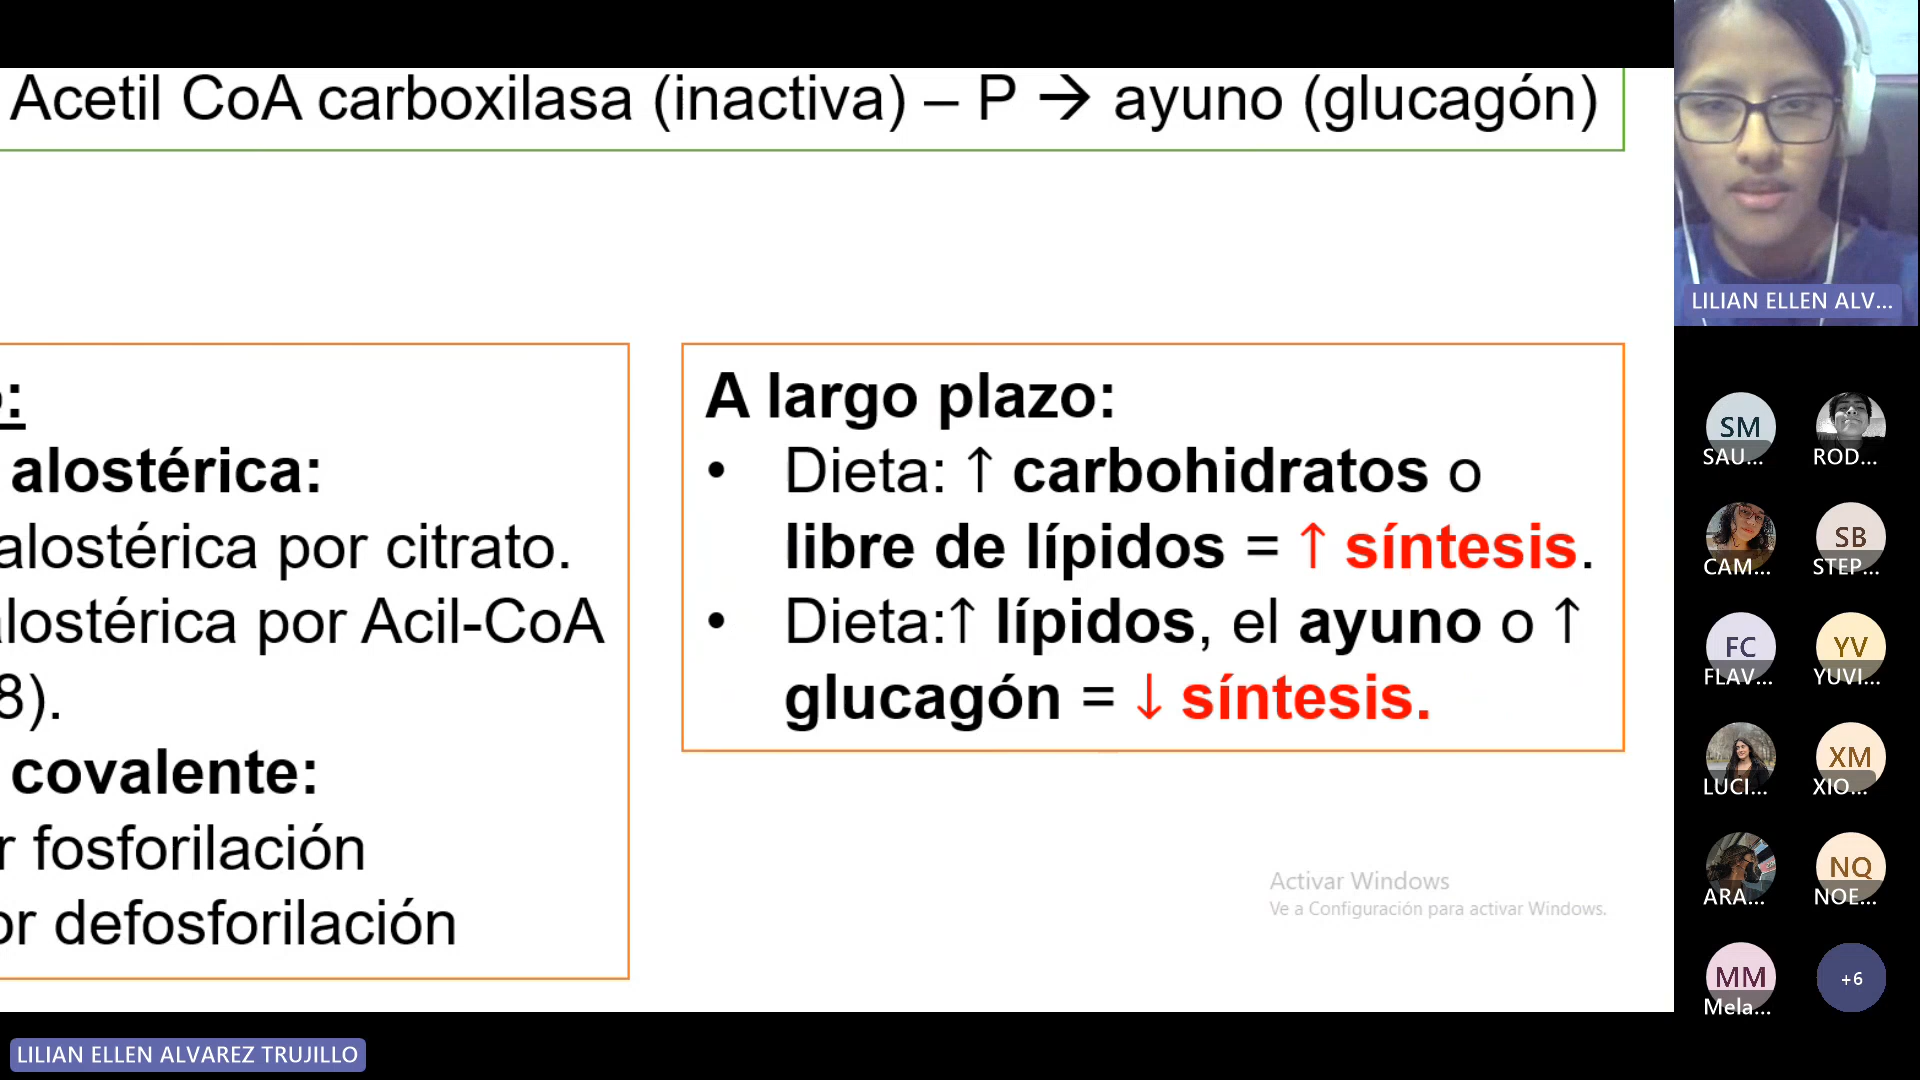 Acetil CoA carboxilasa (inactiva) – P → ayuno (glucagón)
:
alostérica:
alostérica por citrato.
alostérica por Acil-CoA
8).
covalente:
r fosforilación
or defosforilación
A largo plazo:
• Dieta: ↑ carbohidratos o
libre de lípidos = ↑ síntesis.
• Dieta:↑ lípidos, el ayuno o ↑
glucagón = ↓ síntesis.
Activar Windows
Ve a Configuración para activar Windows.
LILIAN ELLEN ALV...
SM
SAU...
ROD...
CAM...
SB
STEP...
FC
FLAV...
YV
YUVI...
LUCI...
XM
XIO...
ARA...
NQ
NOE...
MM
Mela...
+6
LILIAN ELLEN ALVAREZ TRUJILLO